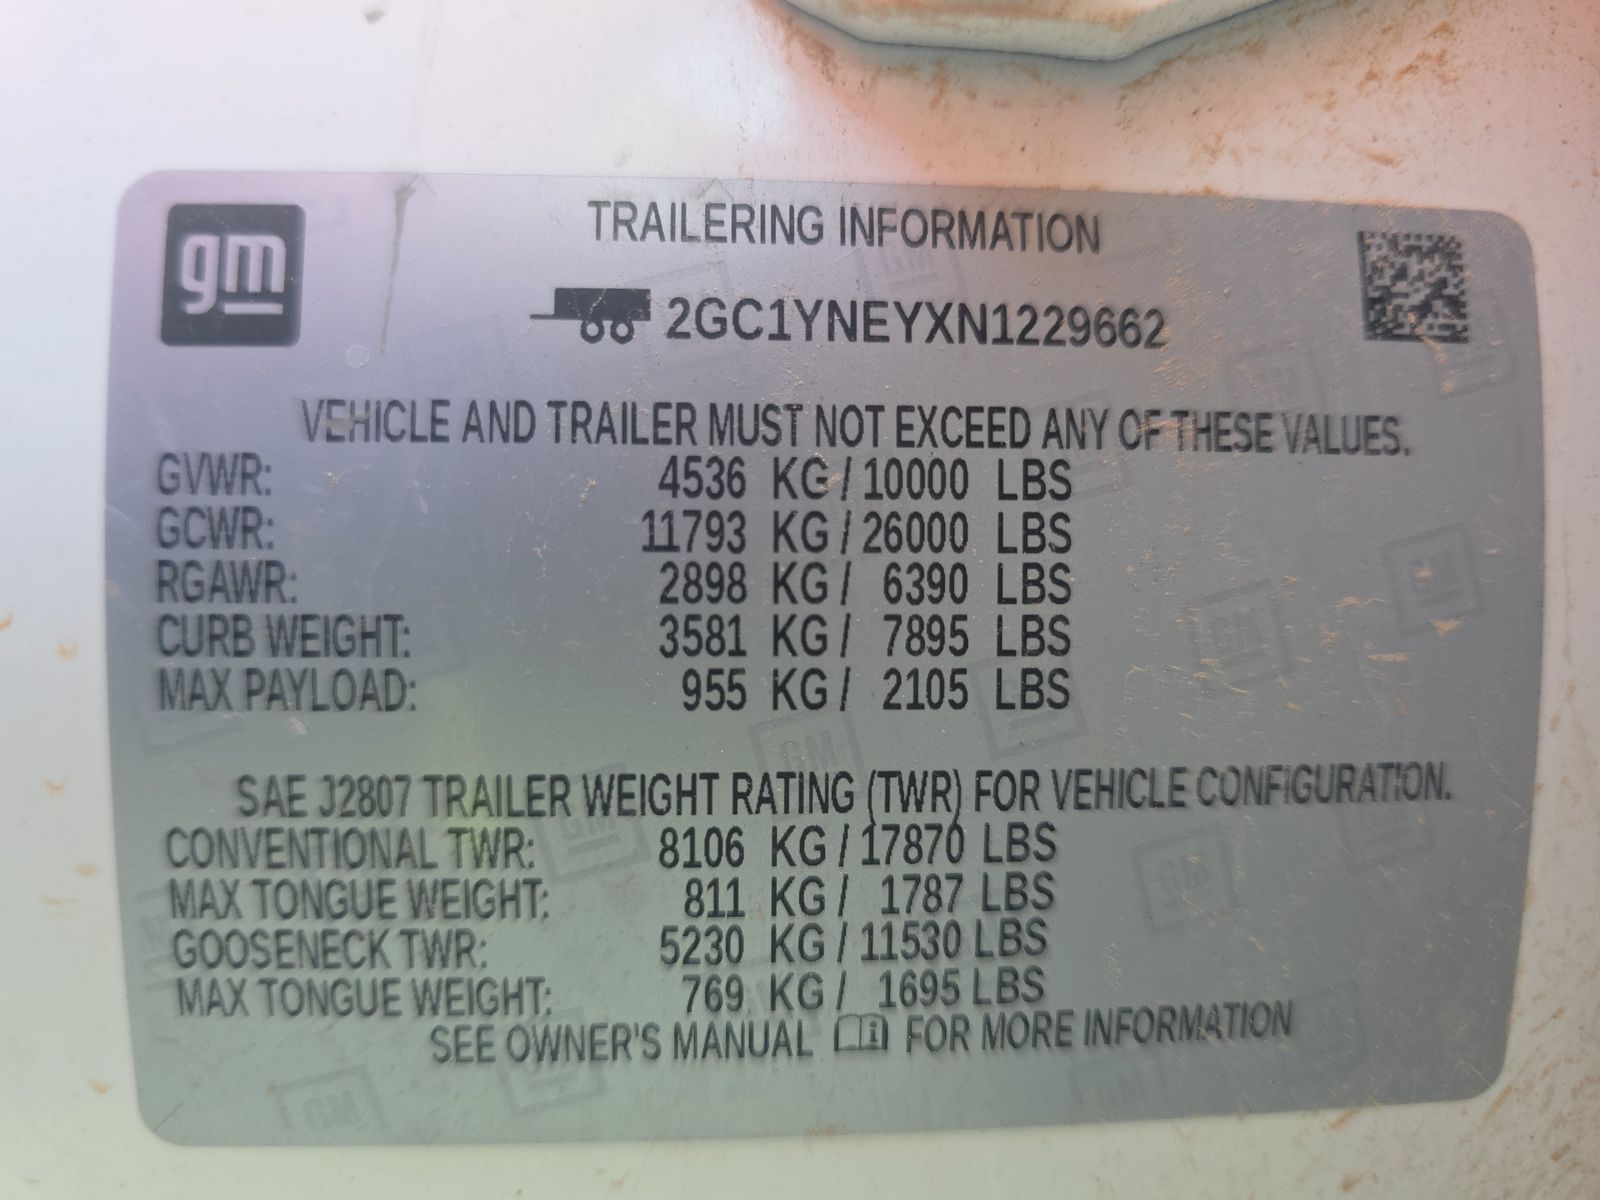 gm
TRAILERING INFORMATION
2GC1YNEYXN1229662
VEHICLE AND TRAILER MUST NOT EXCEED ANY OF THESE VALUES.
GVWR: 4536 KG / 10000 LBS
GCWR: 11793 KG / 26000 LBS
RGAWR: 2898 KG / 6390 LBS
CURB WEIGHT: 3581 KG / 7895 LBS
MAX PAYLOAD: 955 KG / 2105 LBS
SAE J2807 TRAILER WEIGHT RATING (TWR) FOR VEHICLE CONFIGURATION.
CONVENTIONAL TWR: 8106 KG / 17870 LBS
MAX TONGUE WEIGHT: 811 KG / 1787 LBS
GOOSENECK TWR: 5230 KG / 11530 LBS
MAX TONGUE WEIGHT: 769 KG / 1695 LBS
SEE OWNER'S MANUAL FOR MORE INFORMATION